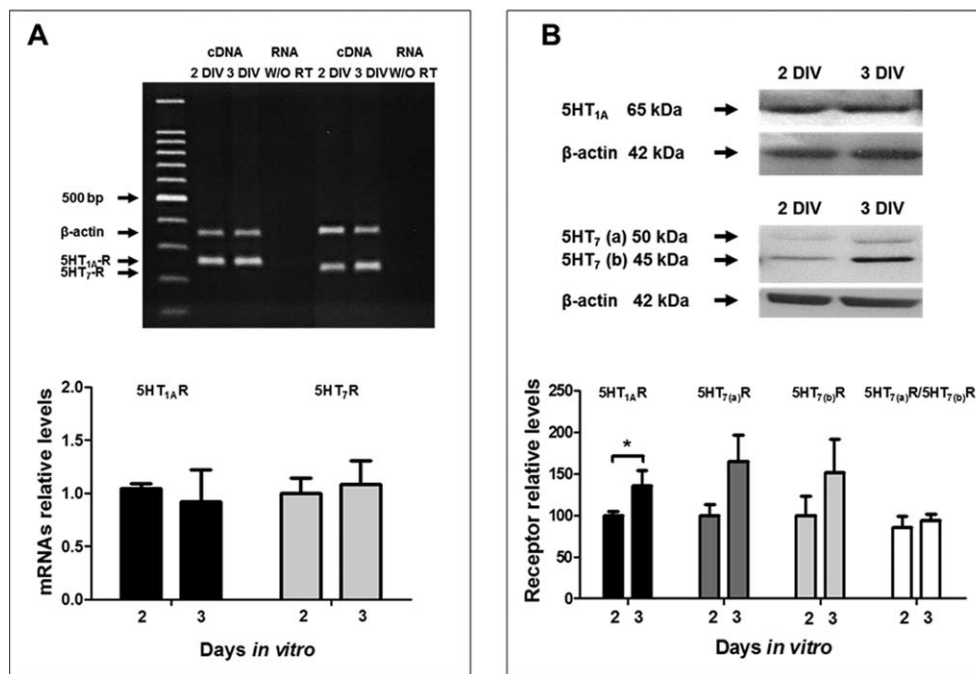 A
cDNA RNA cDNA RNA
2 DIV 3 DIV W/O RT 2 DIV 3 DIV W/O RT
500 bp
β-actin
5HT1A-R
5HT7-R
5HT1AR 5HT7R
mRNAs relative levels
2.0
1.5
1.0
0.5
0.0
2 3 2 3
Days in vitro
B
2 DIV 3 DIV
5HT1A 65 kDa
β-actin 42 kDa
2 DIV 3 DIV
5HT7 (a) 50 kDa
5HT7 (b) 45 kDa
β-actin 42 kDa
Receptor relative levels
250
200
150
100
50
0
5HT1AR 5HT7(a)R 5HT7(b)R 5HT7(a)R/5HT7(b)R
*
2 3 2 3 2 3 2 3
Days in vitro